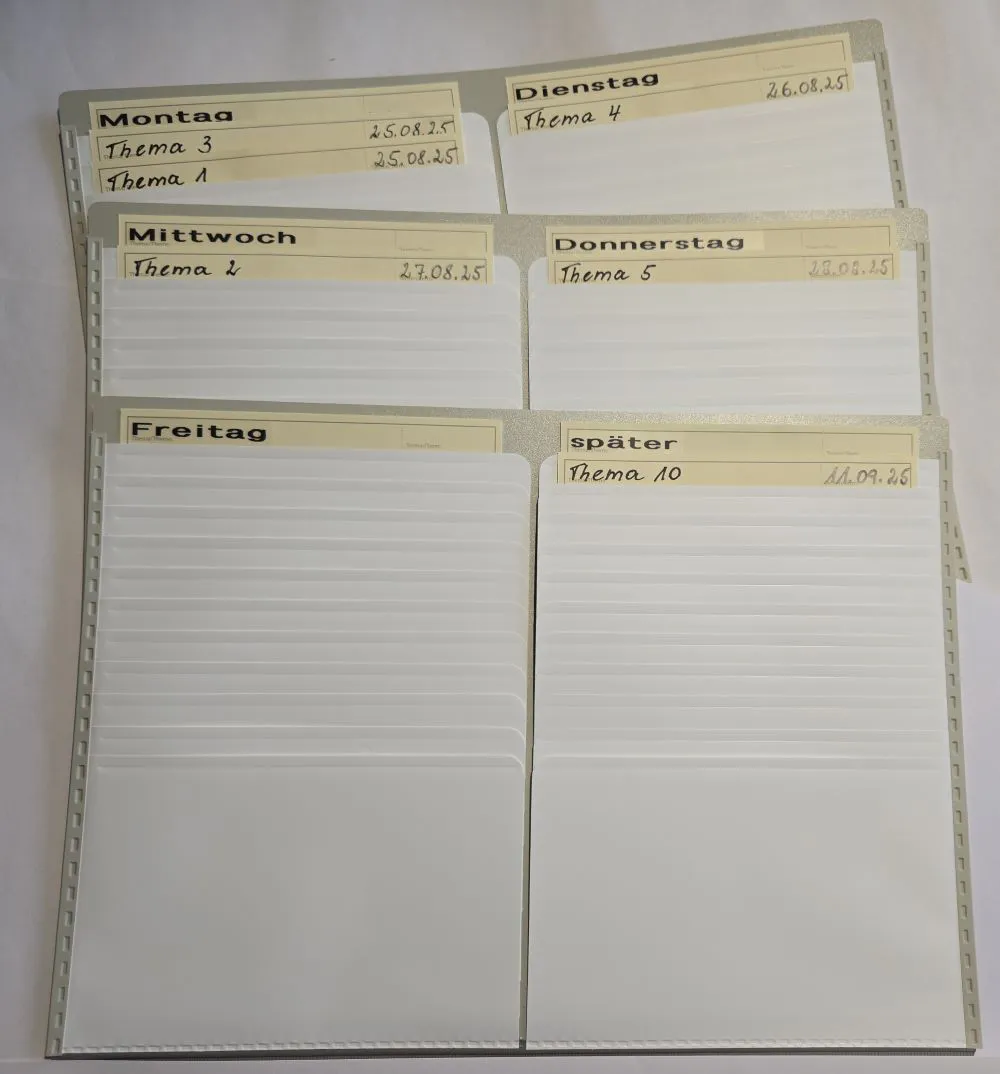 Montag
Thema 3 25.08.25
Thema 1 25.08.25
Dienstag
Thema 4 26.08.25
Mittwoch
Thema 2 27.08.25
Donnerstag
Thema 5 28.08.25
Freitag
später
Thema 10 11.09.25